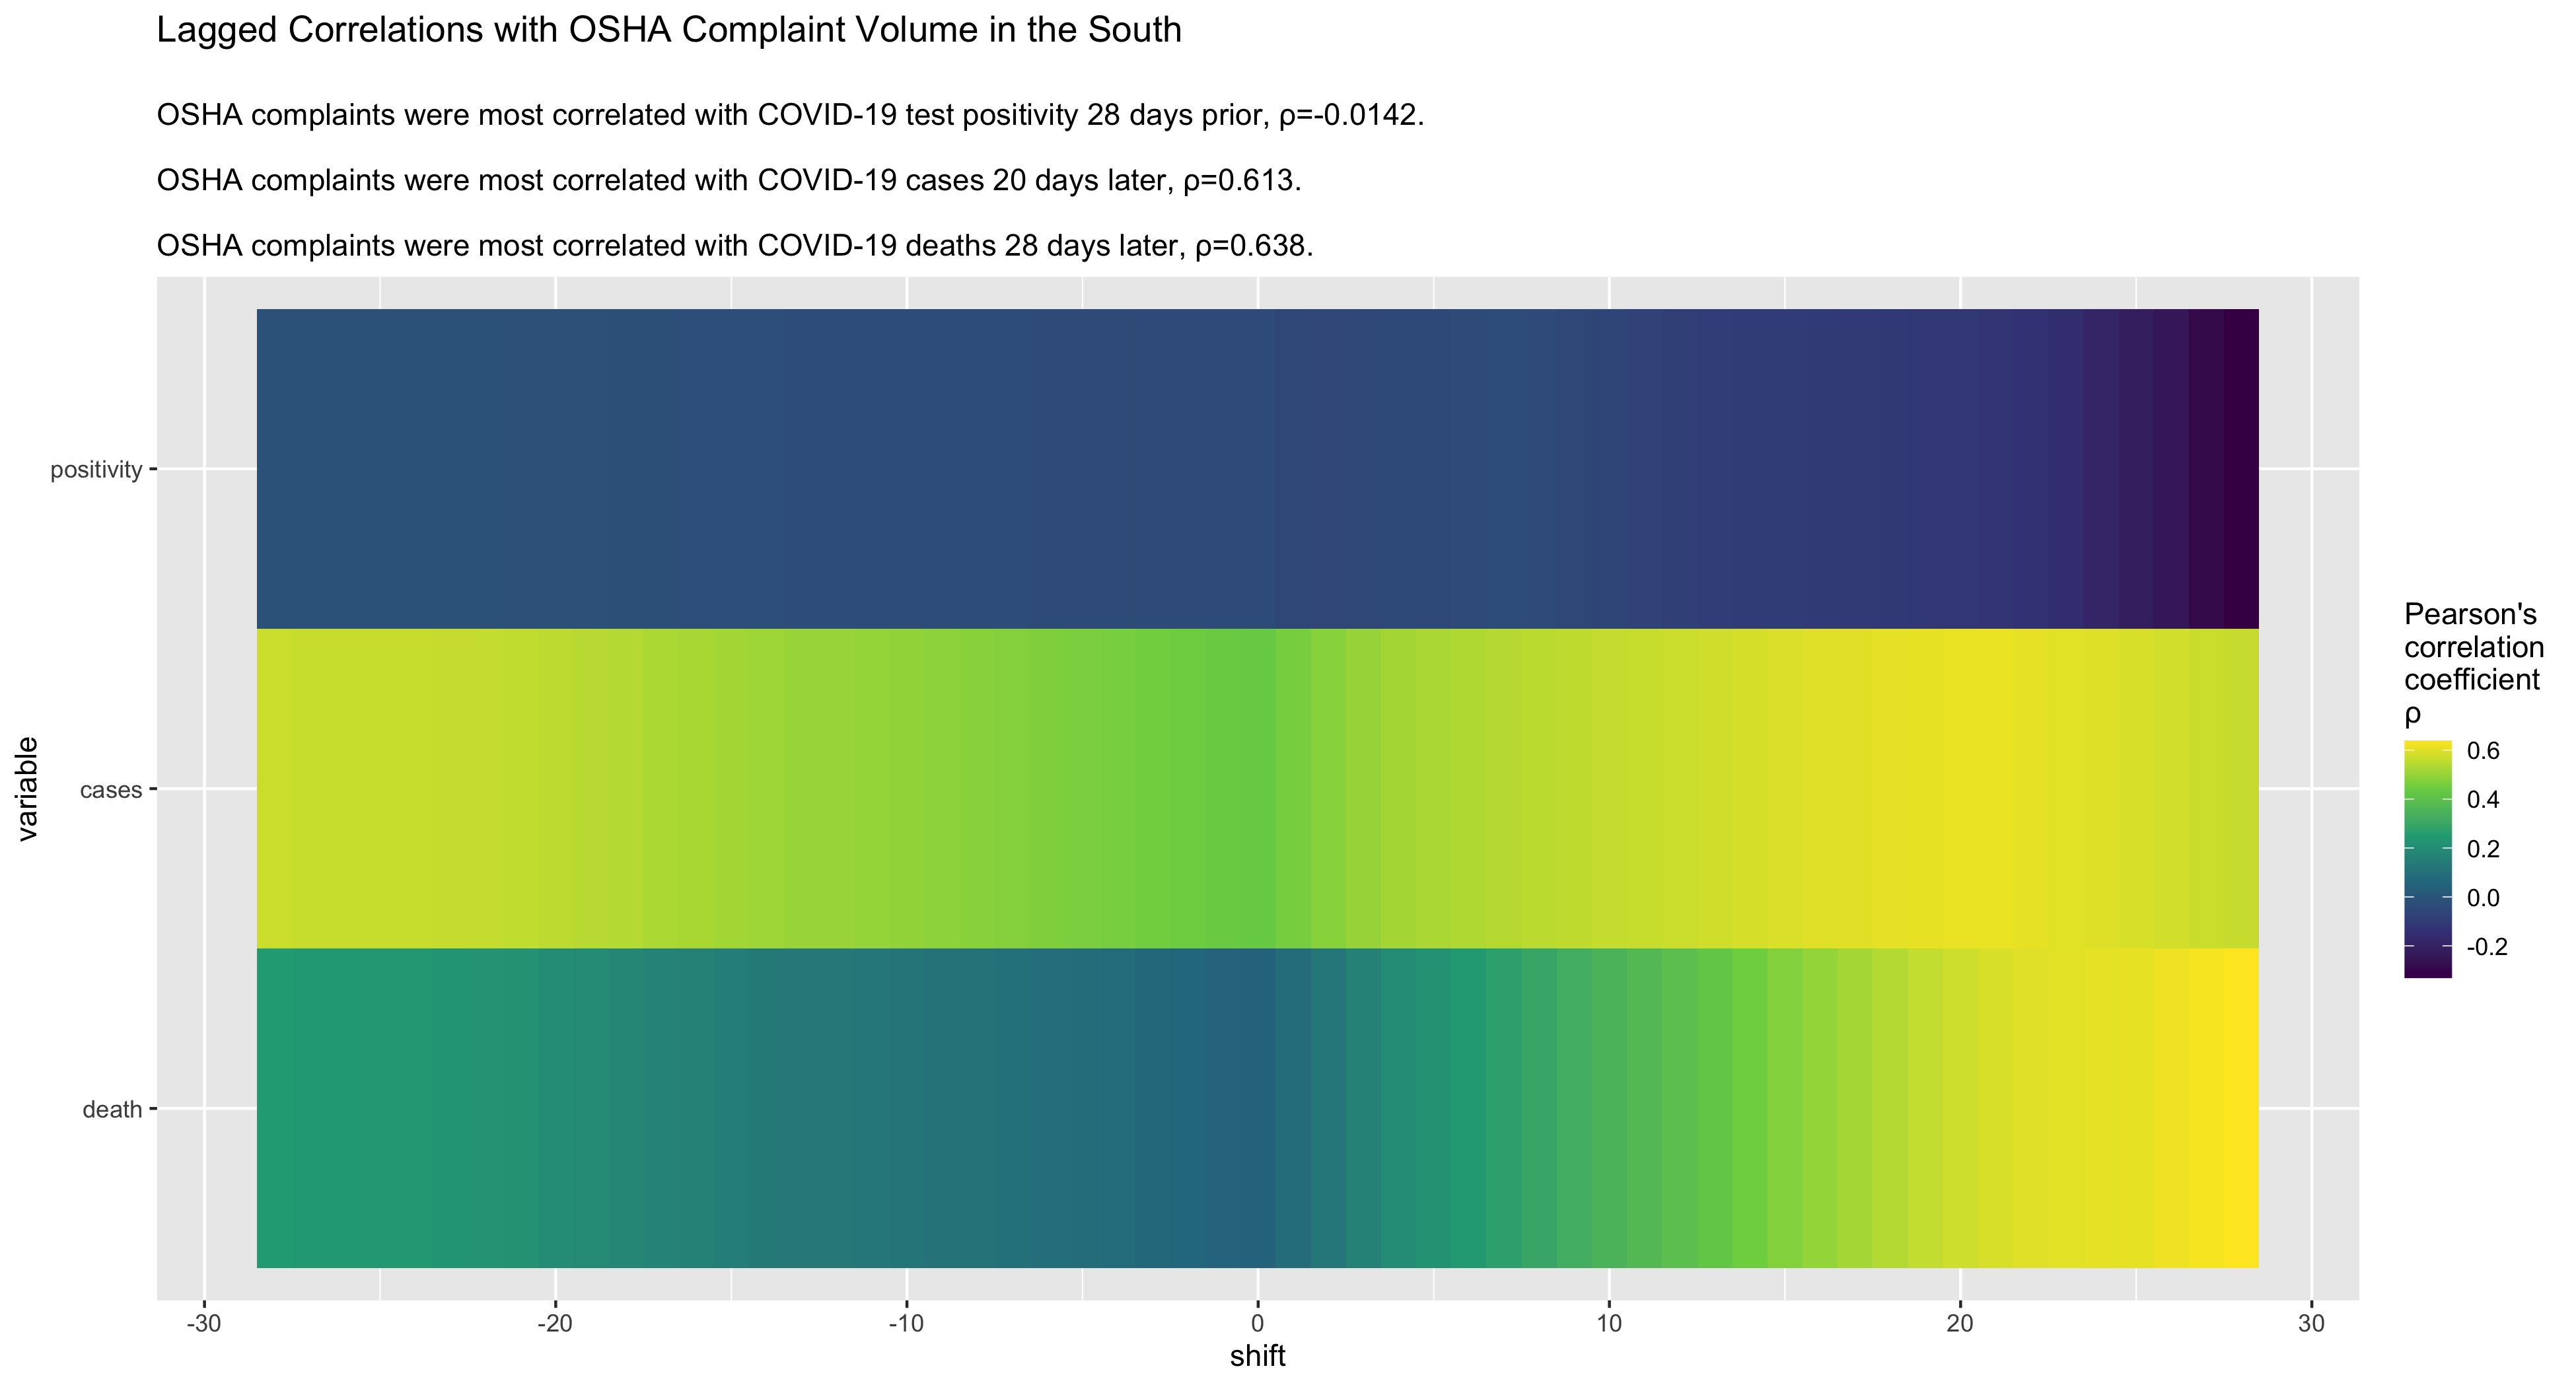 Lagged Correlations with OSHA Complaint Volume in the South
OSHA complaints were most correlated with COVID-19 test positivity 28 days prior, ρ=-0.0142.
OSHA complaints were most correlated with COVID-19 cases 20 days later, ρ=0.613.
OSHA complaints were most correlated with COVID-19 deaths 28 days later, ρ=0.638.
variable
positivity
cases
death
-30
-20
-10
0
10
20
30
shift
Pearson's
correlation
coefficient
ρ
0.6
0.4
0.2
0.0
-0.2